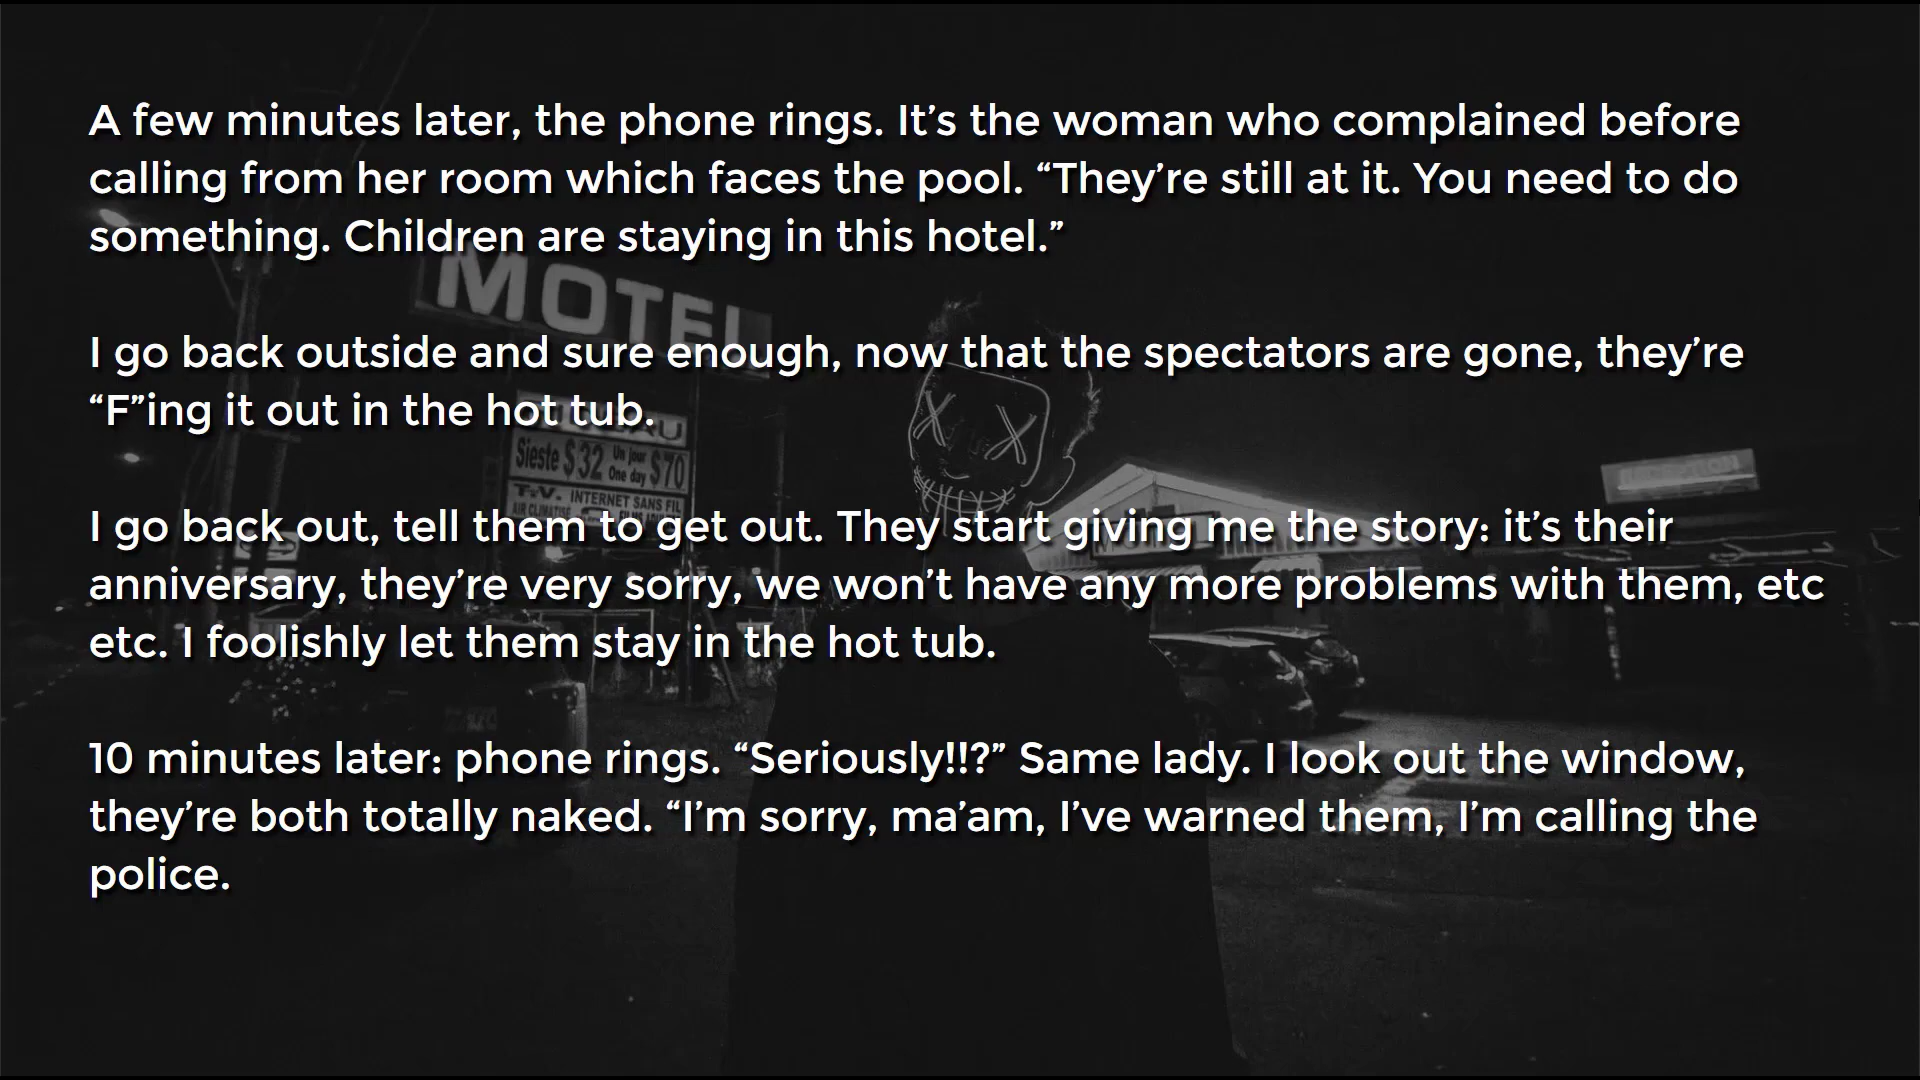 A few minutes later, the phone rings. It’s the woman who complained before
calling from her room which faces the pool. “They’re still at it. You need to do
something. Children are staying in this hotel.”
MOTEL
I go back outside and sure enough, now that the spectators are gone, they’re
“F”ing it out in the hot tub.
Sieste $32 Un jour One day $70
T.V. INTERNET SANS FIL
AIR CLIMATISÉ
RECEPTION
I go back out, tell them to get out. They start giving me the story: it’s their
anniversary, they’re very sorry, we won’t have any more problems with them, etc
etc. I foolishly let them stay in the hot tub.
10 minutes later: phone rings. “Seriously!!?” Same lady. I look out the window,
they’re both totally naked. “I’m sorry, ma’am, I’ve warned them, I’m calling the
police.